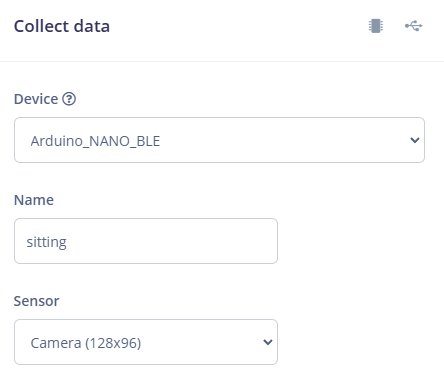 Collect data
Device
Arduino_NANO_BLE
Name
sitting
Sensor
Camera (128x96)